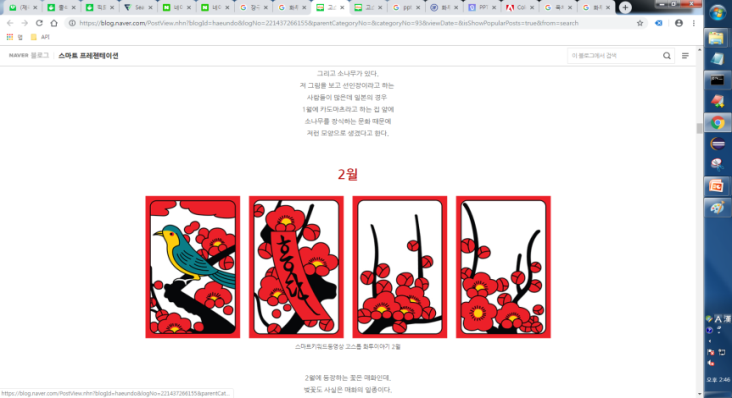 https://blog.naver.com/PostView.nhn?blogId=haeundo&logNo=221437266155&parentCategoryNo=&categoryNo=93&viewDate=&isShowPopularPosts=true&from=search
앱
API
NAVER 블로그 스마트 프레젠테이션
이 블로그에서 검색
그리고 소나무가 있다.
저 그림을 보고 선인장이라고 하는
사람들이 많은데 일본의 경우
1월에 카도마츠라고 하는 집 앞에
소나무를 장식하는 문화 때문에
저런 모양으로 생겼다고 한다.
2월
스마트키워드동영상 고스톱 화투이야기 2월
2월에 등장하는 꽃은 매화인데,
벚꽃도 사실은 매화의 일종이다.
https://blog.naver.com/PostView.nhn?blogId=haeundo&logNo=221437266155&parentCat...
오후 2:46